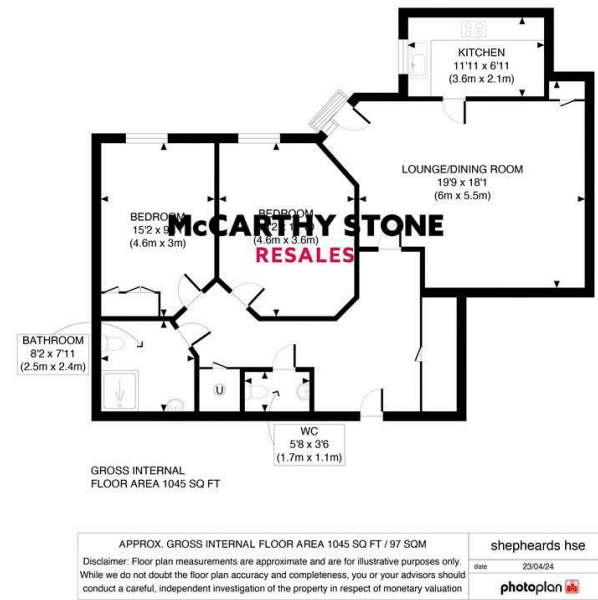 KITCHEN
11'11 x 6'11
(3.6m x 2.1m)
LOUNGE/DINING ROOM
19'9 x 18'1
(6m x 5.5m)
BEDROOM
15'2 x
(4.6m x 3m)
BEDROOM
(4.6m x 3.6m)
McCARTHY STONE
RESALES
BATHROOM
8'2 x 7'11
(2.5m x 2.4m)
U
WC
5'8 x 3'6
(1.7m x 1.1m)
GROSS INTERNAL
FLOOR AREA 1045 SQ FT
APPROX. GROSS INTERNAL FLOOR AREA 1045 SQ FT / 97 SQM
Disclaimer: Floor plan measurements are approximate and are for illustrative purposes only.
While we do not doubt the floor plan accuracy and completeness, you or your advisors should
conduct a careful, independent investigation of the property in respect of monetary valuation
shepheards hse
date 23/04/24
photoplan